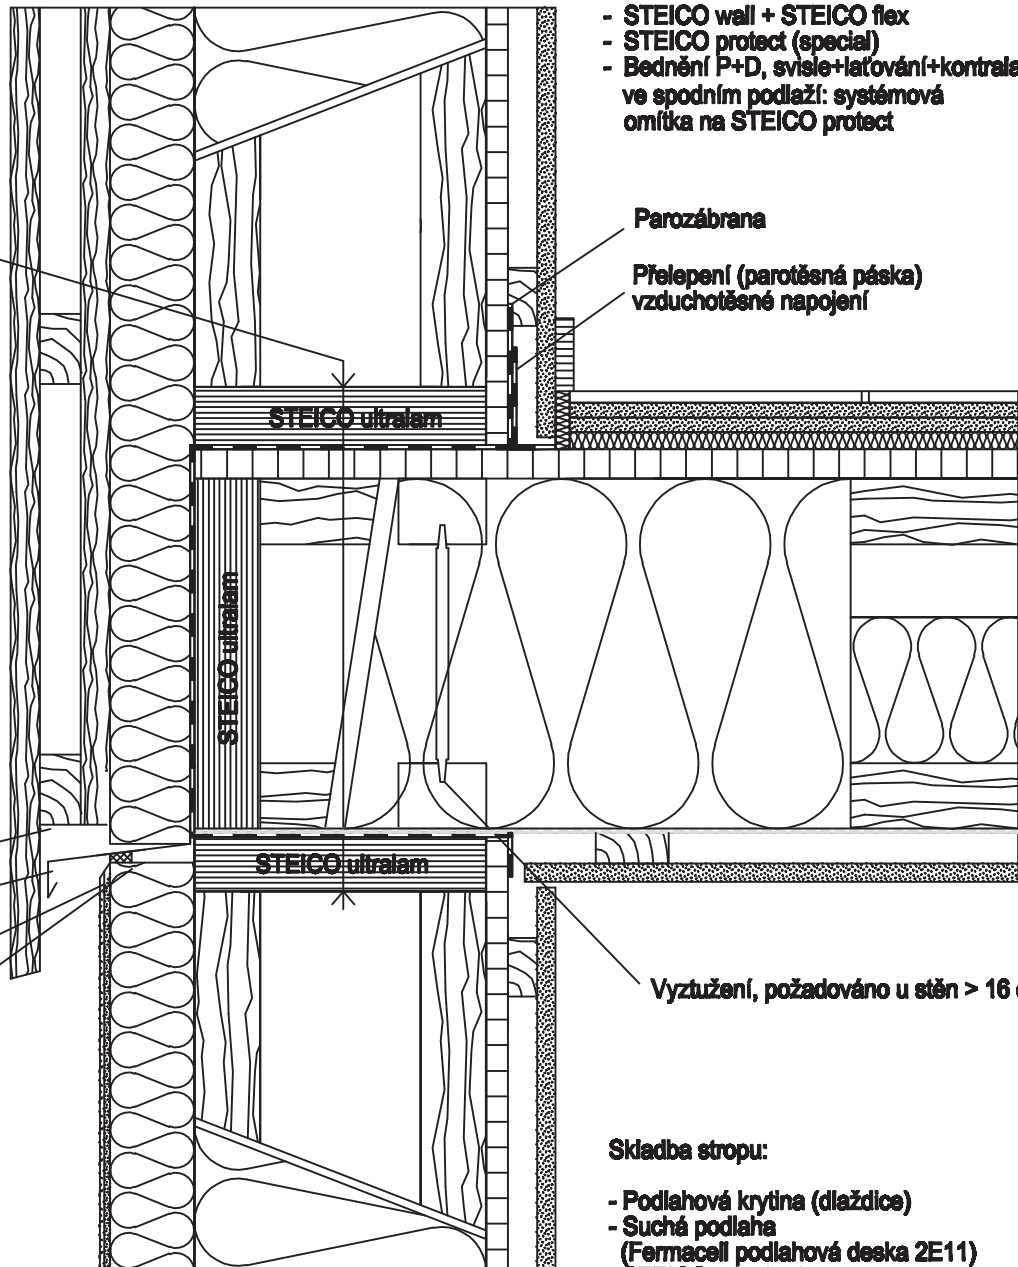 - STEICO wall + STEICO flex
- STEICO protect (special)
- Bednění P+D, svisle+laťování+kontrala
ve spodním podlaží: systémová
omítka na STEICO protect
Parozábrana
Přelepení (parotěsná páska)
vzduchotěsné napojení
STEICO ultralam
STEICO ultralam
STEICO ultralam
Vyztužení, požadováno u stěn > 16
Skladba stropu:
- Podlahová krytina (dlaždice)
- Suchá podlaha
(Fermacell podlahová deska 2E11)